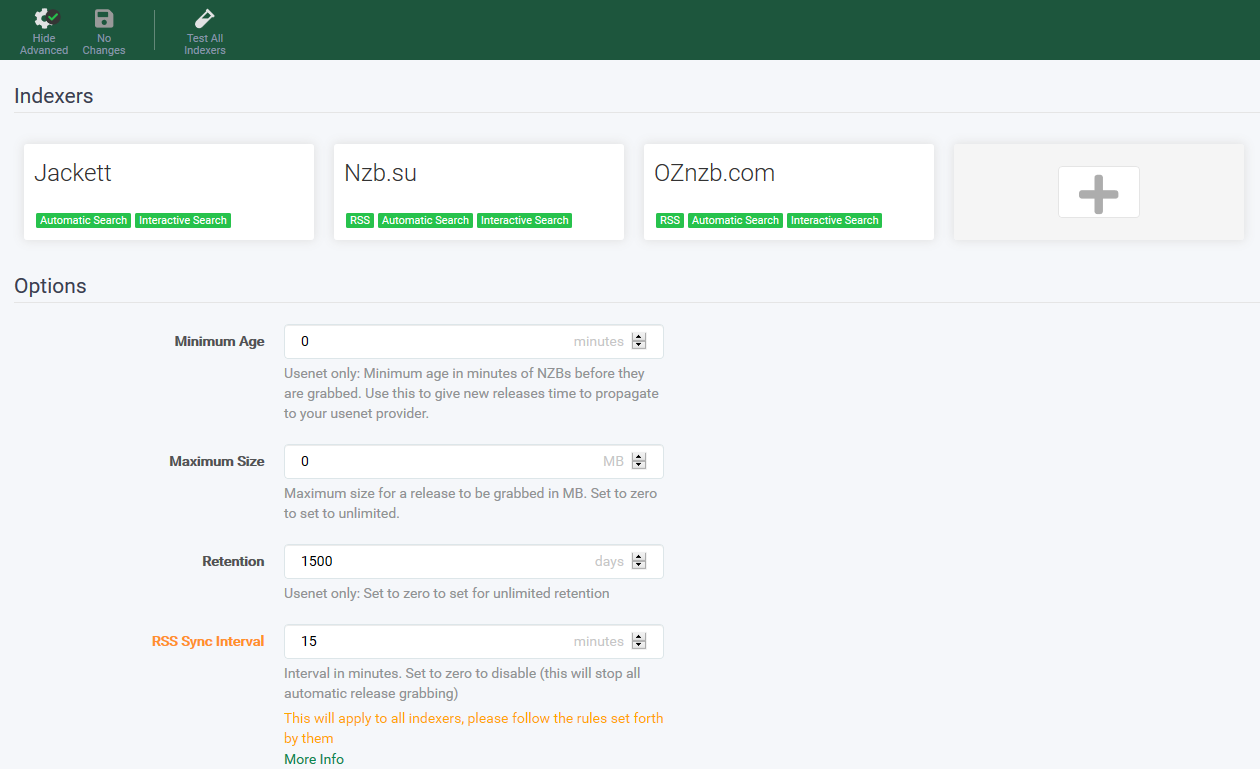 Hide
Advanced
No
Changes
Test All
Indexers
Indexers
Jackett
Automatic Search Interactive Search
Nzb.su
RSS Automatic Search Interactive Search
OZnzb.com
RSS Automatic Search Interactive Search
Options
Minimum Age 0 minutes
Usenet only: Minimum age in minutes of NZBs before they
are grabbed. Use this to give new releases time to propagate
to your usenet provider.
Maximum Size 0 MB
Maximum size for a release to be grabbed in MB. Set to zero
to set to unlimited.
Retention 1500 days
Usenet only: Set to zero to set for unlimited retention
RSS Sync Interval 15 minutes
Interval in minutes. Set to zero to disable (this will stop all
automatic release grabbing)
This will apply to all indexers, please follow the rules set forth
by them
More Info